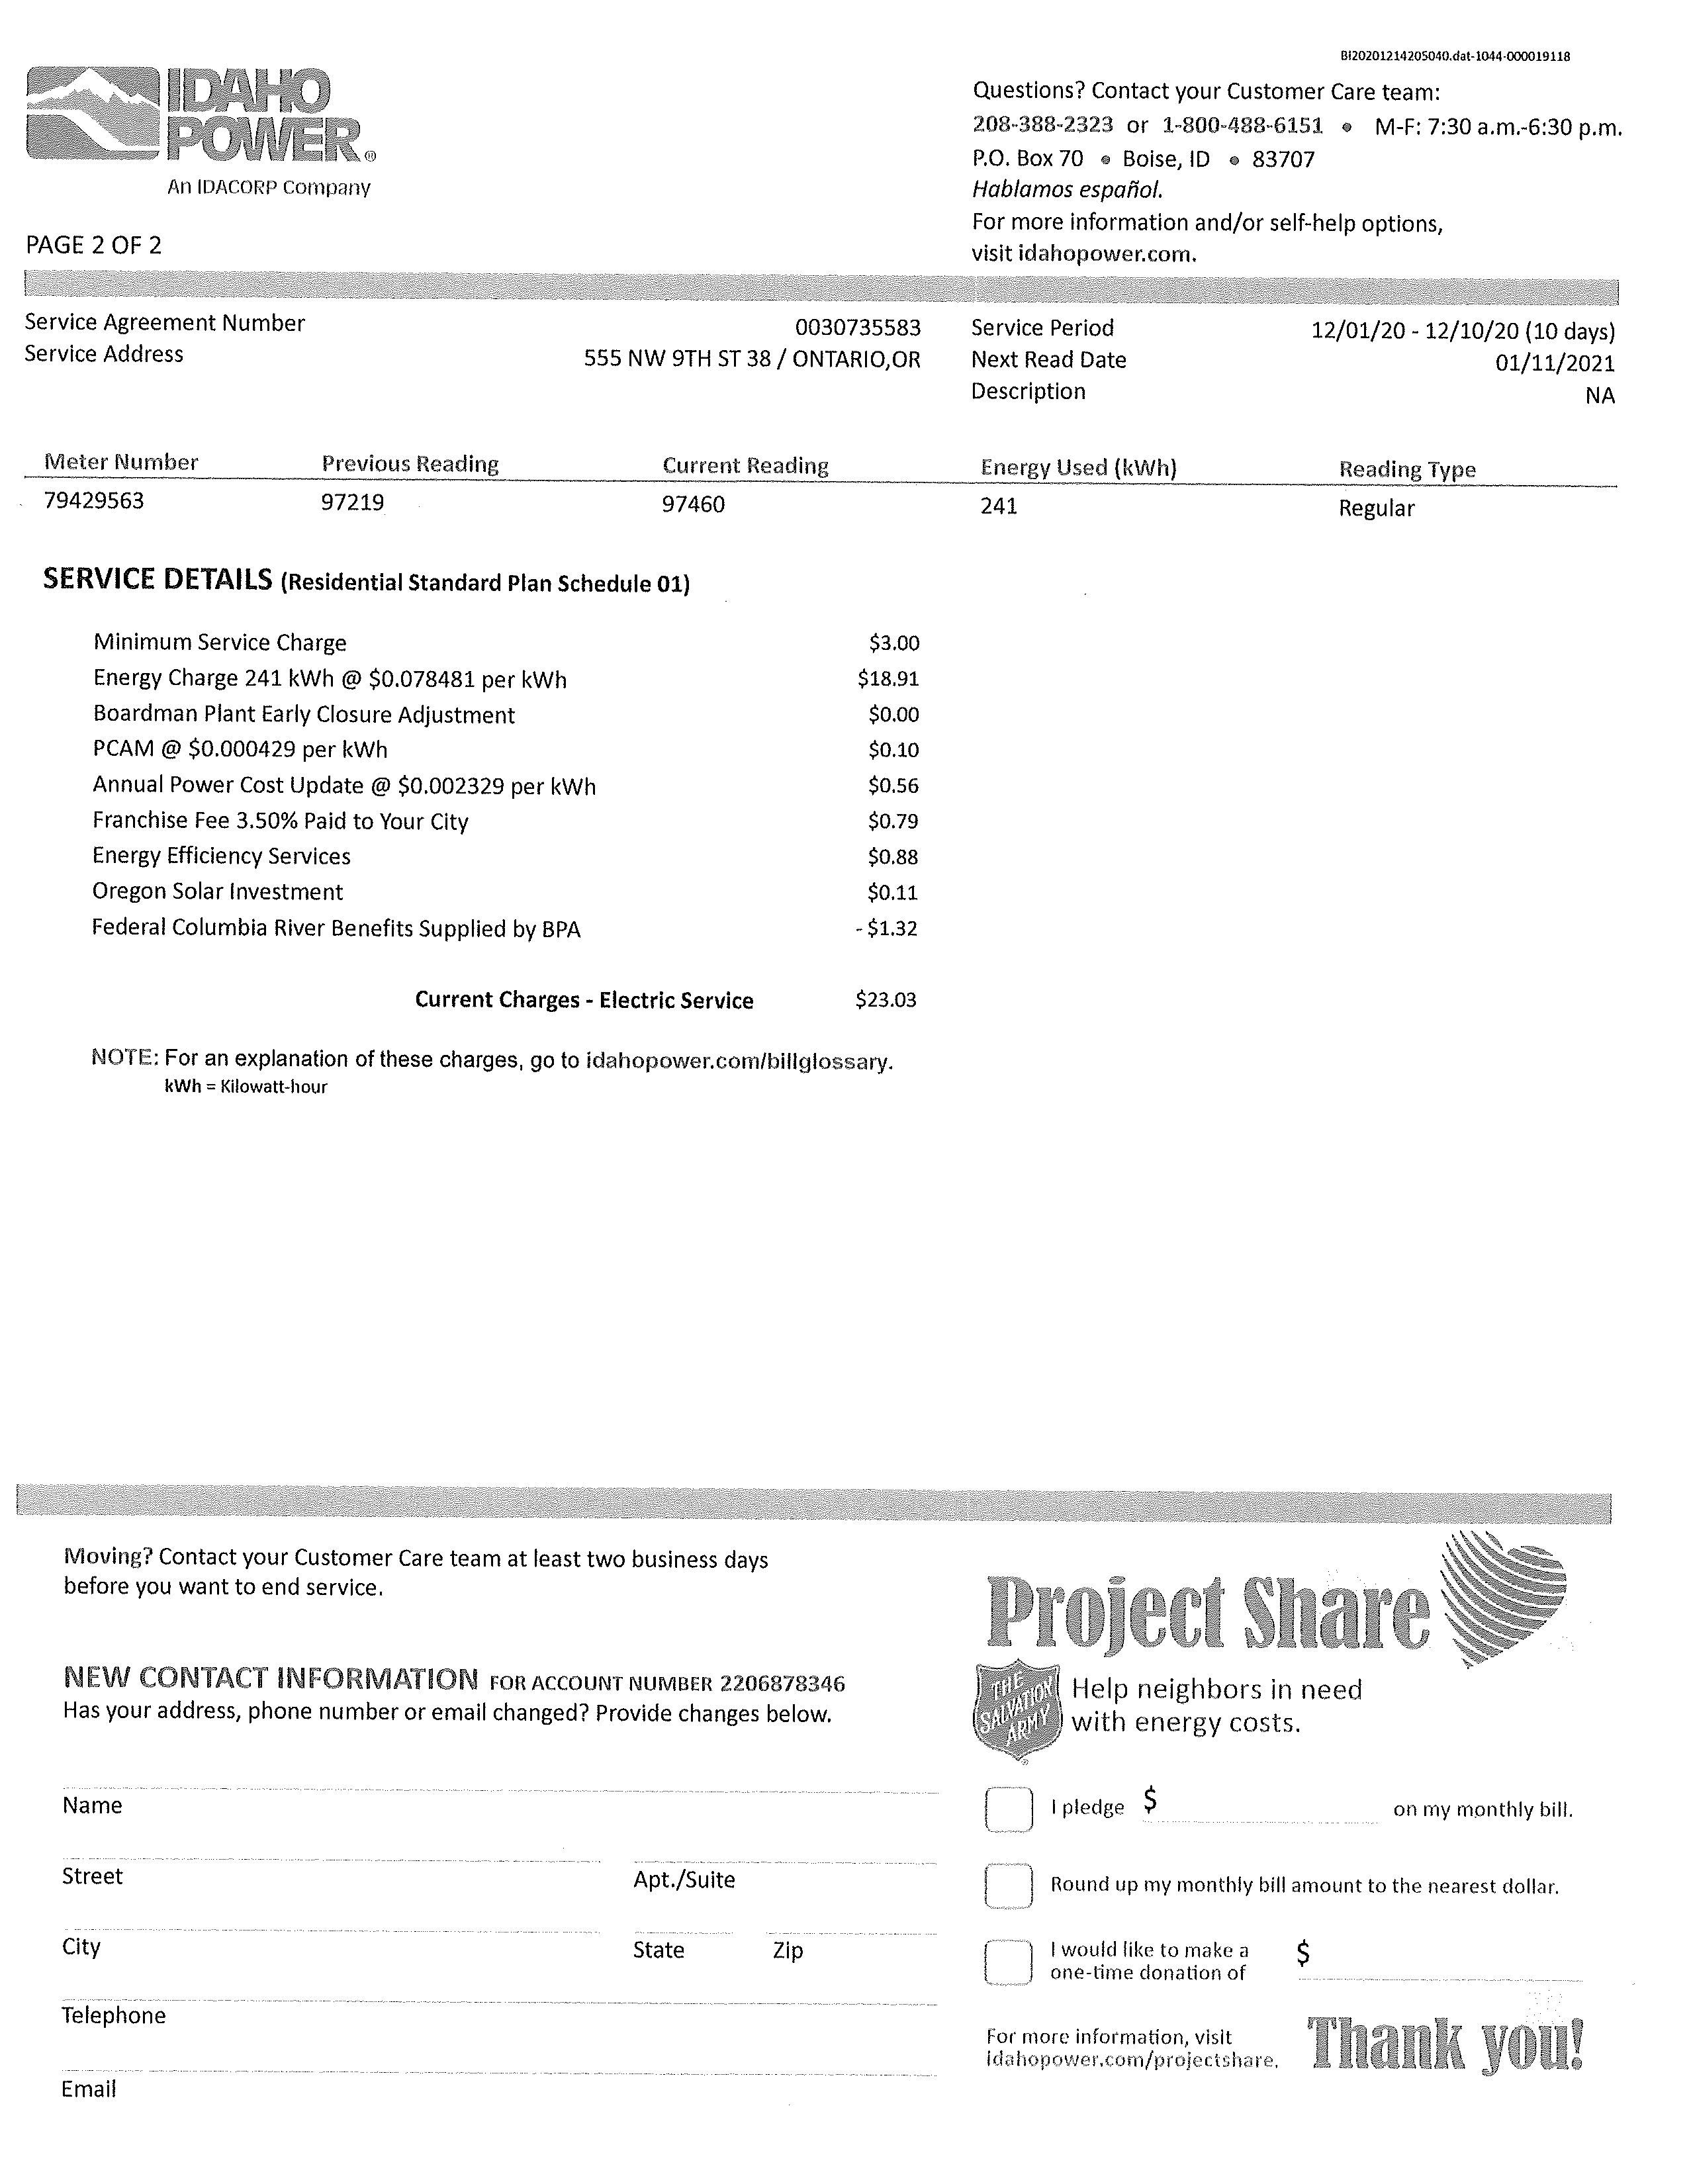 BI20201214205040.dat-1044-000019118
IDAHO
POWER®
An IDACORP Company
PAGE 2 OF 2
Questions? Contact your Customer Care team:
208-388-2323 or 1-800-488-6151 • M-F: 7:30 a.m.-6:30 p.m.
P.O. Box 70 • Boise, ID • 83707
Hablamos español.
For more information and/or self-help options,
visit idahopower.com.
Service Agreement Number 0030735583
Service Address 555 NW 9TH ST 38 / ONTARIO,OR
Service Period 12/01/20 - 12/10/20 (10 days)
Next Read Date 01/11/2021
Description NA
Meter Number Previous Reading Current Reading Energy Used (kWh) Reading Type
79429563 97219 97460 241 Regular
SERVICE DETAILS (Residential Standard Plan Schedule 01)
Minimum Service Charge $3.00
Energy Charge 241 kWh @ $0.078481 per kWh $18.91
Boardman Plant Early Closure Adjustment $0.00
PCAM @ $0.000429 per kWh $0.10
Annual Power Cost Update @ $0.002329 per kWh $0.56
Franchise Fee 3.50% Paid to Your City $0.79
Energy Efficiency Services $0.88
Oregon Solar Investment $0.11
Federal Columbia River Benefits Supplied by BPA - $1.32
Current Charges - Electric Service $23.03
NOTE: For an explanation of these charges, go to idahopower.com/billglossary.
kWh = Kilowatt-hour
Moving? Contact your Customer Care team at least two business days
before you want to end service.
NEW CONTACT INFORMATION FOR ACCOUNT NUMBER 2206878346
Has your address, phone number or email changed? Provide changes below.
Name
Street Apt./Suite
City State Zip
Telephone
Email
Project Share
THE
SALVATION
ARMY
®
Help neighbors in need
with energy costs.
I pledge $ on my monthly bill.
Round up my monthly bill amount to the nearest dollar.
I would like to make a
one-time donation of $
For more information, visit
idahopower.com/projectshare.
Thank you!